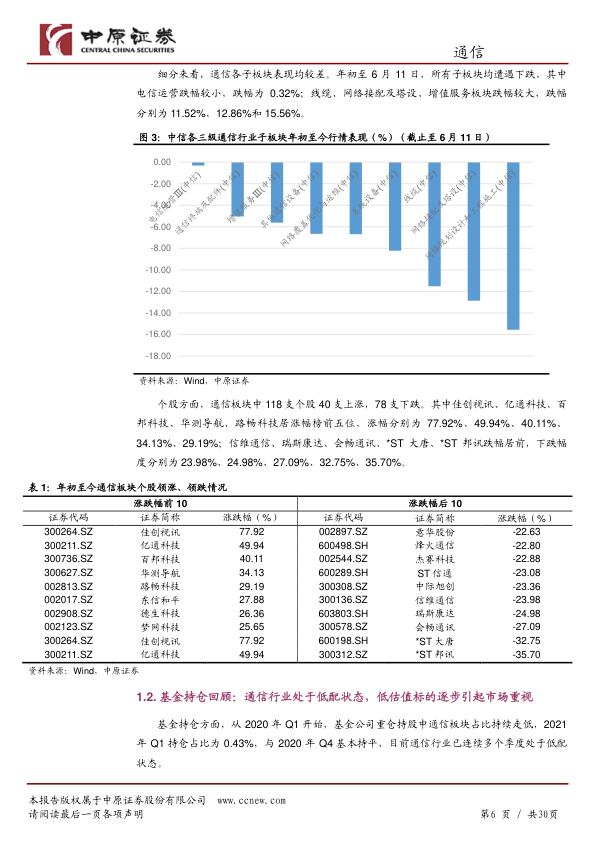 中原证券
CENTRAL CHINA SECURITIES
通信
细分来看，通信各子板块表现均较差。年初至 6 月 11 日，所有子板块均遭遇下跌，其中
电信运营跌幅较小，跌幅为 0.32%；线缆、网络接配及塔设、增值服务板块跌幅较大，跌幅
分别为 11.52%、12.86%和 15.56%。
图 3：中信各三级通信行业子板块年初至今行情表现（%）（截止至 6 月 11 日）
0.00
-2.00
-4.00
-6.00
-8.00
-10.00
-12.00
-14.00
-16.00
-18.00
电信运营Ⅲ(中信)
通信终端及配件(中信)
增值服务Ⅲ(中信)
其他通信设备(中信)
网络覆盖优化与运维(中信)
系统设备(中信)
线缆(中信)
网络接配及塔设(中信)
网络规划设计和工程施工(中信)
资料来源：Wind，中原证券
个股方面，通信板块中 118 支个股 40 支上涨，78 支下跌。其中佳创视讯、亿通科技、百
邦科技、华测导航、路畅科技居涨幅榜前五位，涨幅分别为 77.92%、49.94%、40.11%、
34.13%、29.19%；信维通信、瑞斯康达、会畅通讯、*ST 大唐、*ST 邦讯跌幅居前，下跌幅
度分别为 23.98%、24.98%、27.09%、32.75%、35.70%。
表 1：年初至今通信板块个股领涨、领跌情况
涨跌幅前 10 涨跌幅后 10
证券代码 证券简称 涨跌幅（%） 证券代码 证券简称 涨跌幅（%）
300264.SZ 佳创视讯 77.92 002897.SZ 意华股份 -22.63
300211.SZ 亿通科技 49.94 600498.SH 烽火通信 -22.80
300736.SZ 百邦科技 40.11 002544.SZ 杰赛科技 -22.88
300627.SZ 华测导航 34.13 600289.SH ST信通 -23.08
002813.SZ 路畅科技 29.19 300308.SZ 中际旭创 -23.36
002017.SZ 东信和平 27.88 300136.SZ 信维通信 -23.98
002908.SZ 德生科技 26.36 603803.SH 瑞斯康达 -24.98
002123.SZ 梦网科技 25.65 300578.SZ 会畅通讯 -27.09
300264.SZ 佳创视讯 77.92 600198.SH *ST大唐 -32.75
300211.SZ 亿通科技 49.94 300312.SZ *ST邦讯 -35.70
资料来源：Wind，中原证券
1.2. 基金持仓回顾：通信行业处于低配状态，低估值标的逐步引起市场重视
基金持仓方面，从 2020 年 Q1 开始，基金公司重仓持股中通信板块占比持续走低，2021
年 Q1 持仓占比为 0.43%，与 2020 年 Q4 基本持平，目前通信行业已连续多个季度处于低配
状态。
本报告版权属于中原证券股份有限公司 www.ccnew.com
请阅读最后一页各项声明 第6 页 / 共30页